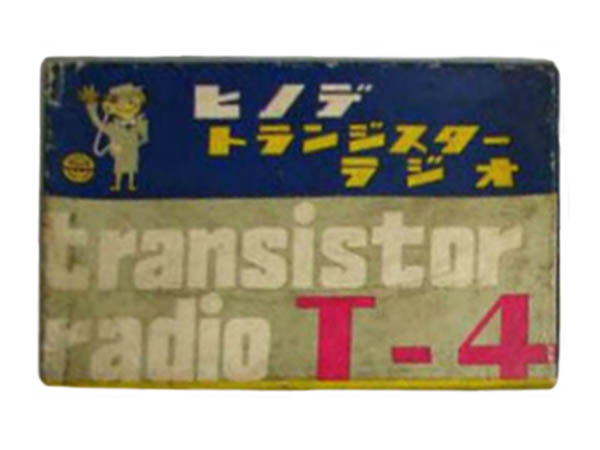 ヒノデ
トランジスター
ラジオ
transistor
radio T-4